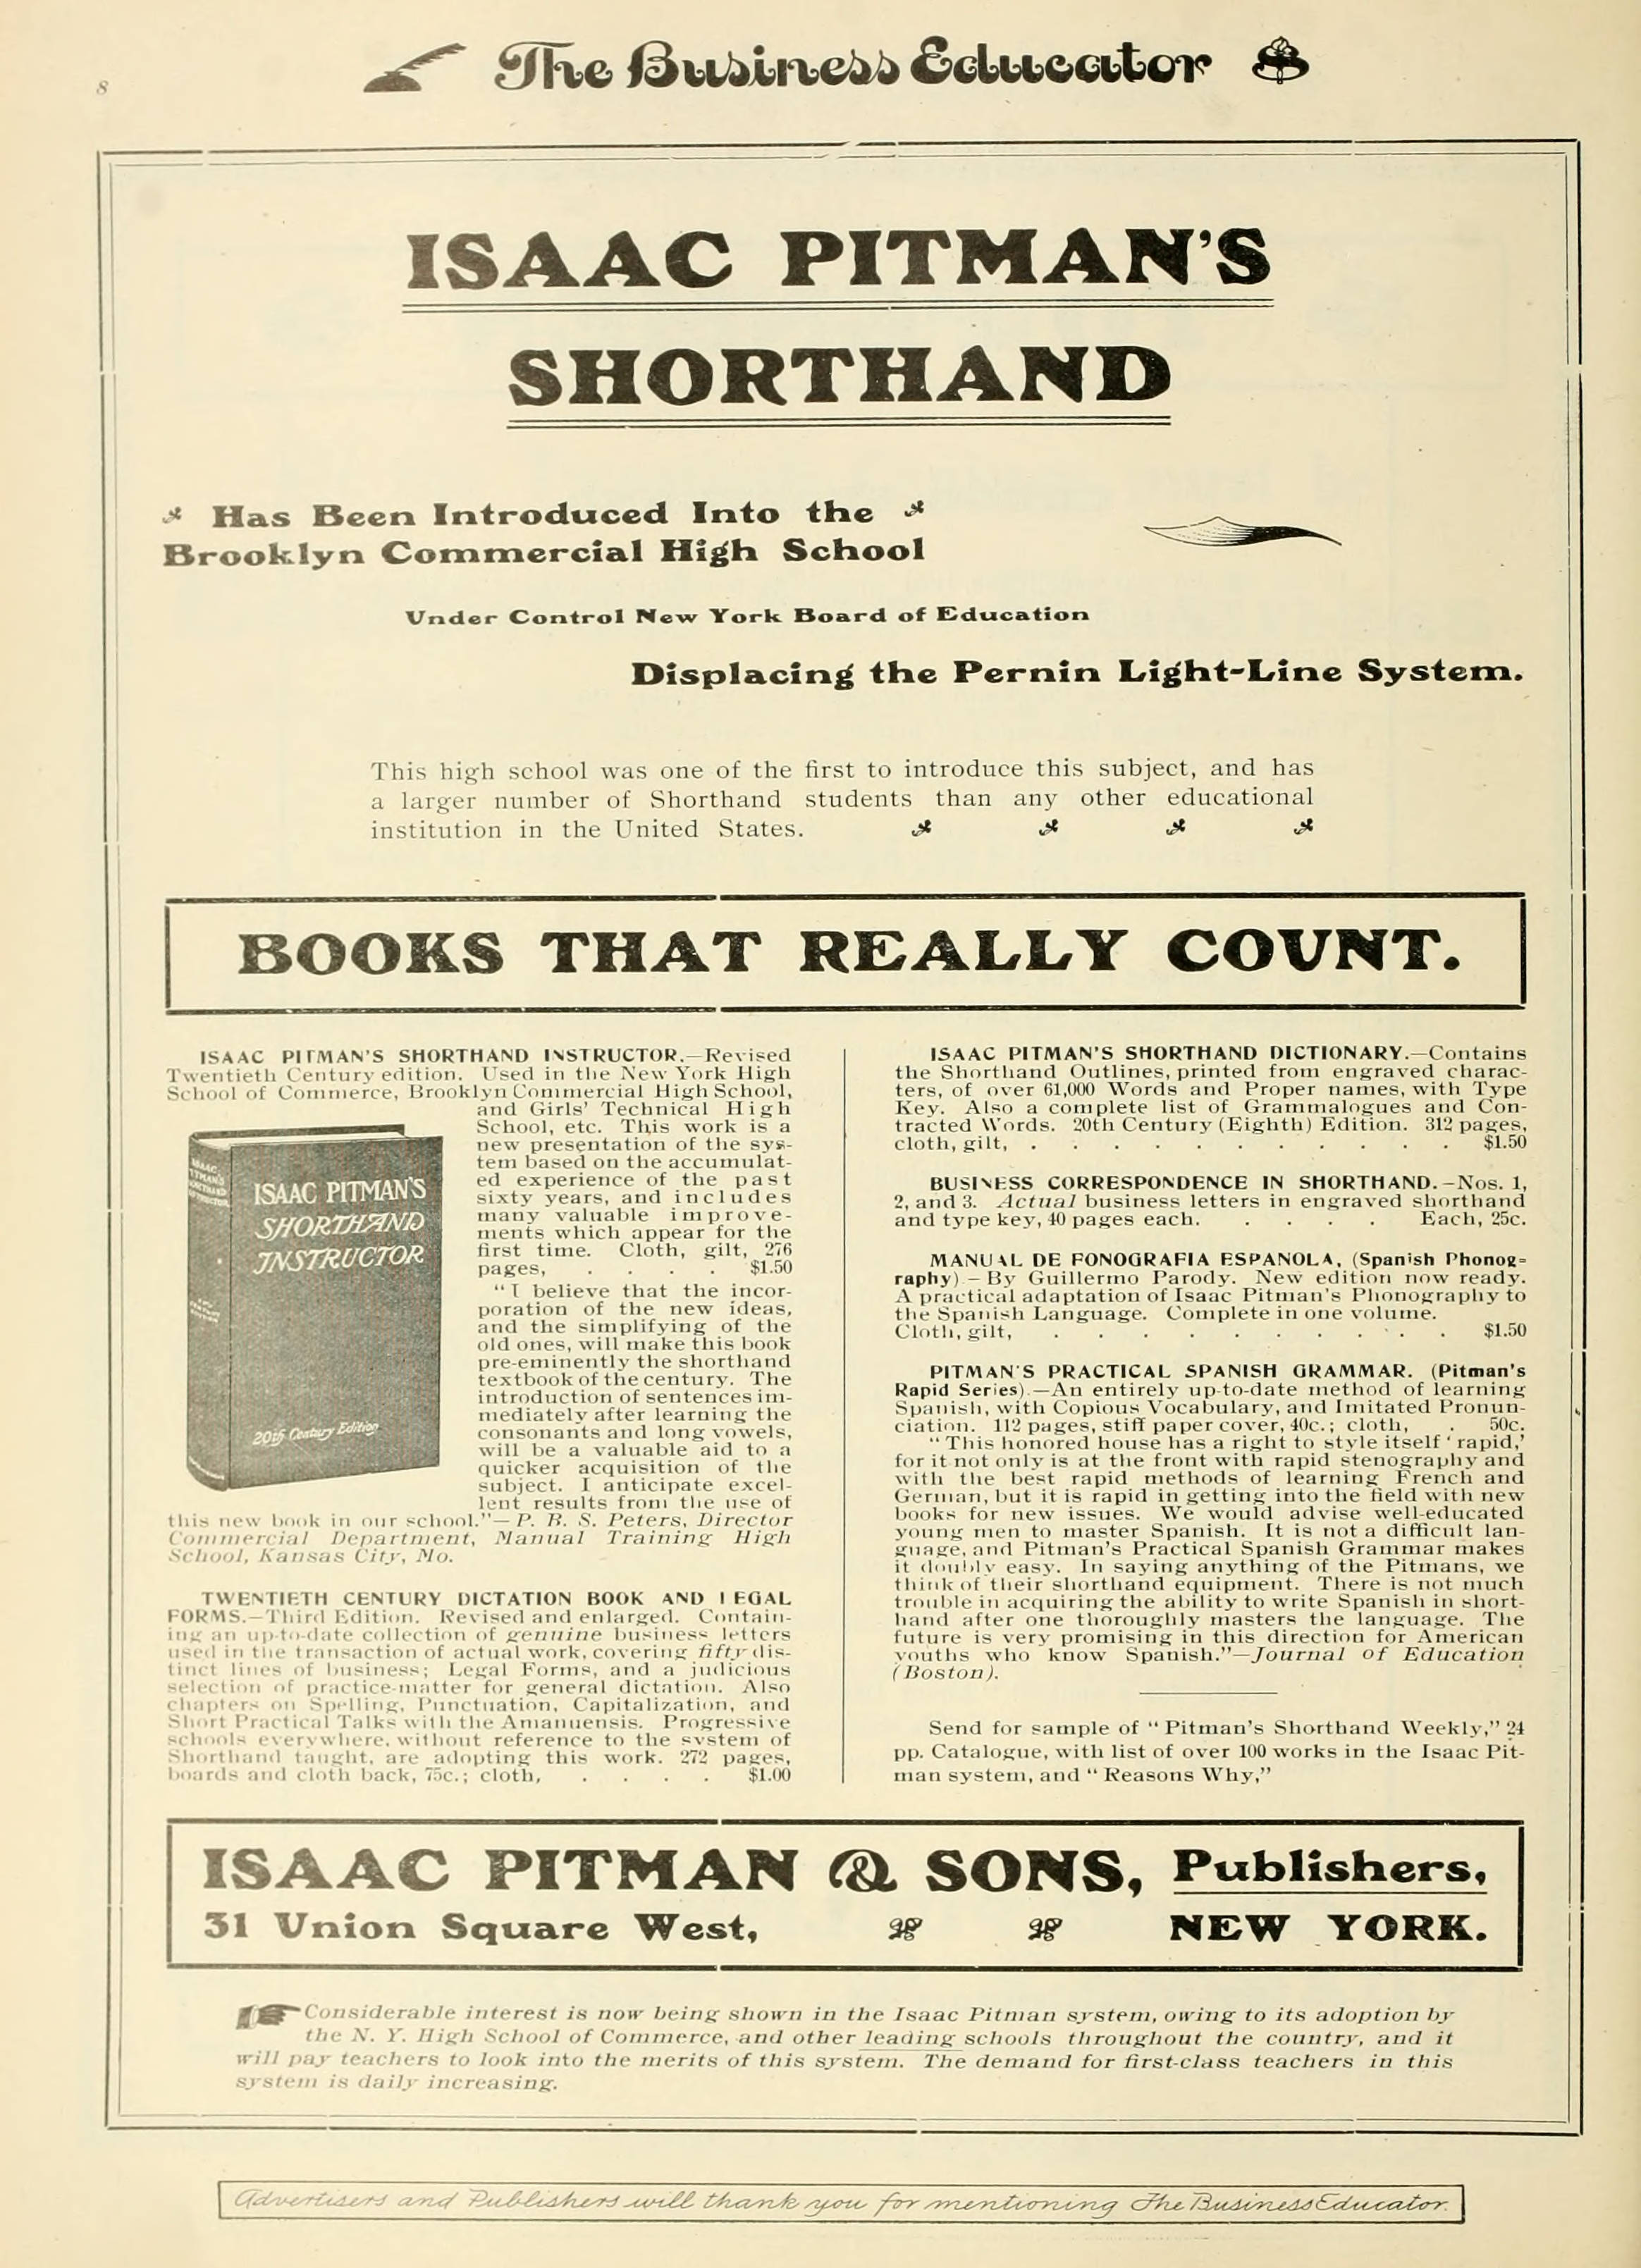 8
The Business Educator
ISAAC PITMAN'S
SHORTHAND
Has Been Introduced Into the
Brooklyn Commercial High School
Under Control New York Board of Education
Displacing the Pernin Light-Line System.
This high school was one of the first to introduce this subject, and has
a larger number of Shorthand students than any other educational
institution in the United States.
BOOKS THAT REALLY COUNT.
ISAAC PITMAN'S SHORTHAND INSTRUCTOR.—Revised
Twentieth Century edition. Used in the New York High
School of Commerce, Brooklyn Commercial High School,
and Girls' Technical High
School, etc. This work is a
new presentation of the sys-
tem based on the accumulat-
ed experience of the past
sixty years, and includes
many valuable improve-
ments which appear for the
first time. Cloth, gilt, 276
pages, . . . . $1.50
"I believe that the incor-
poration of the new ideas,
and the simplifying of the
old ones, will make this book
pre-eminently the shorthand
textbook of the century. The
introduction of sentences im-
mediately after learning the
consonants and long vowels,
will be a valuable aid to a
quicker acquisition of the
subject. I anticipate excel-
lent results from the use of
this new book in our school."—P. B. S. Peters, Director
Commercial Department, Manual Training High
School, Kansas City, Mo.
ISAAC PITMAN'S
SHORTHAND
INSTRUCTOR
ISAAC PITMAN'S
SHORTHAND
INSTRUCTOR
20th Century Edition
TWENTIETH CENTURY DICTATION BOOK AND LEGAL
FORMS.—Third Edition. Revised and enlarged. Contain-
ing an up-to-date collection of genuine business letters
used in the transaction of actual work, covering fifty dis-
tinct lines of business; Legal Forms, and a judicious
selection of practice-matter for general dictation. Also
chapters on Spelling, Punctuation, Capitalization, and
Short Practical Talks with the Amanuensis. Progressive
schools everywhere, without reference to the system of
Shorthand taught, are adopting this work. 272 pages,
boards and cloth back, 75c.; cloth, . . . . $1.00
ISAAC PITMAN'S SHORTHAND DICTIONARY.—Contains
the Shorthand Outlines, printed from engraved charac-
ters, of over 61,000 Words and Proper names, with Type
Key. Also a complete list of Grammalogues and Con-
tracted Words. 20th Century (Eighth) Edition. 312 pages,
cloth, gilt, . . . . . . . . . . $1.50
BUSINESS CORRESPONDENCE IN SHORTHAND.—Nos. 1,
2, and 3. Actual business letters in engraved shorthand
and type key, 40 pages each. . . . . Each, 25c.
MANUAL DE FONOGRAFIA ESPANOLA, (Spanish Phonog-
raphy)—By Guillermo Parody. New edition now ready.
A practical adaptation of Isaac Pitman's Phonography to
the Spanish Language. Complete in one volume.
Cloth, gilt, . . . . . . . . . . $1.50
PITMAN'S PRACTICAL SPANISH GRAMMAR. (Pitman's
Rapid Series).—An entirely up-to-date method of learning
Spanish, with Copious Vocabulary, and Imitated Pronun-
ciation. 112 pages, stiff paper cover, 40c.; cloth, . 50c.
"This honored house has a right to style itself 'rapid,'
for it not only is at the front with rapid stenography and
with the best rapid methods of learning French and
German, but it is rapid in getting into the field with new
books for new issues. We would advise well-educated
young men to master Spanish. It is not a difficult lan-
guage, and Pitman's Practical Spanish Grammar makes
it doubly easy. In saying anything of the Pitmans, we
think of their shorthand equipment. There is not much
trouble in acquiring the ability to write Spanish in short-
hand after one thoroughly masters the language. The
future is very promising in this direction for American
youths who know Spanish."—Journal of Education
(Boston).
Send for sample of "Pitman's Shorthand Weekly," 24
pp. Catalogue, with list of over 100 works in the Isaac Pit-
man system, and "Reasons Why,"
ISAAC PITMAN & SONS, Publishers,
31 Union Square West, NEW YORK.
Considerable interest is now being shown in the Isaac Pitman system, owing to its adoption by
the N. Y. High School of Commerce, and other leading schools throughout the country, and it
will pay teachers to look into the merits of this system. The demand for first-class teachers in this
system is daily increasing.
Advertisers and Publishers will thank you for mentioning The Business Educator.